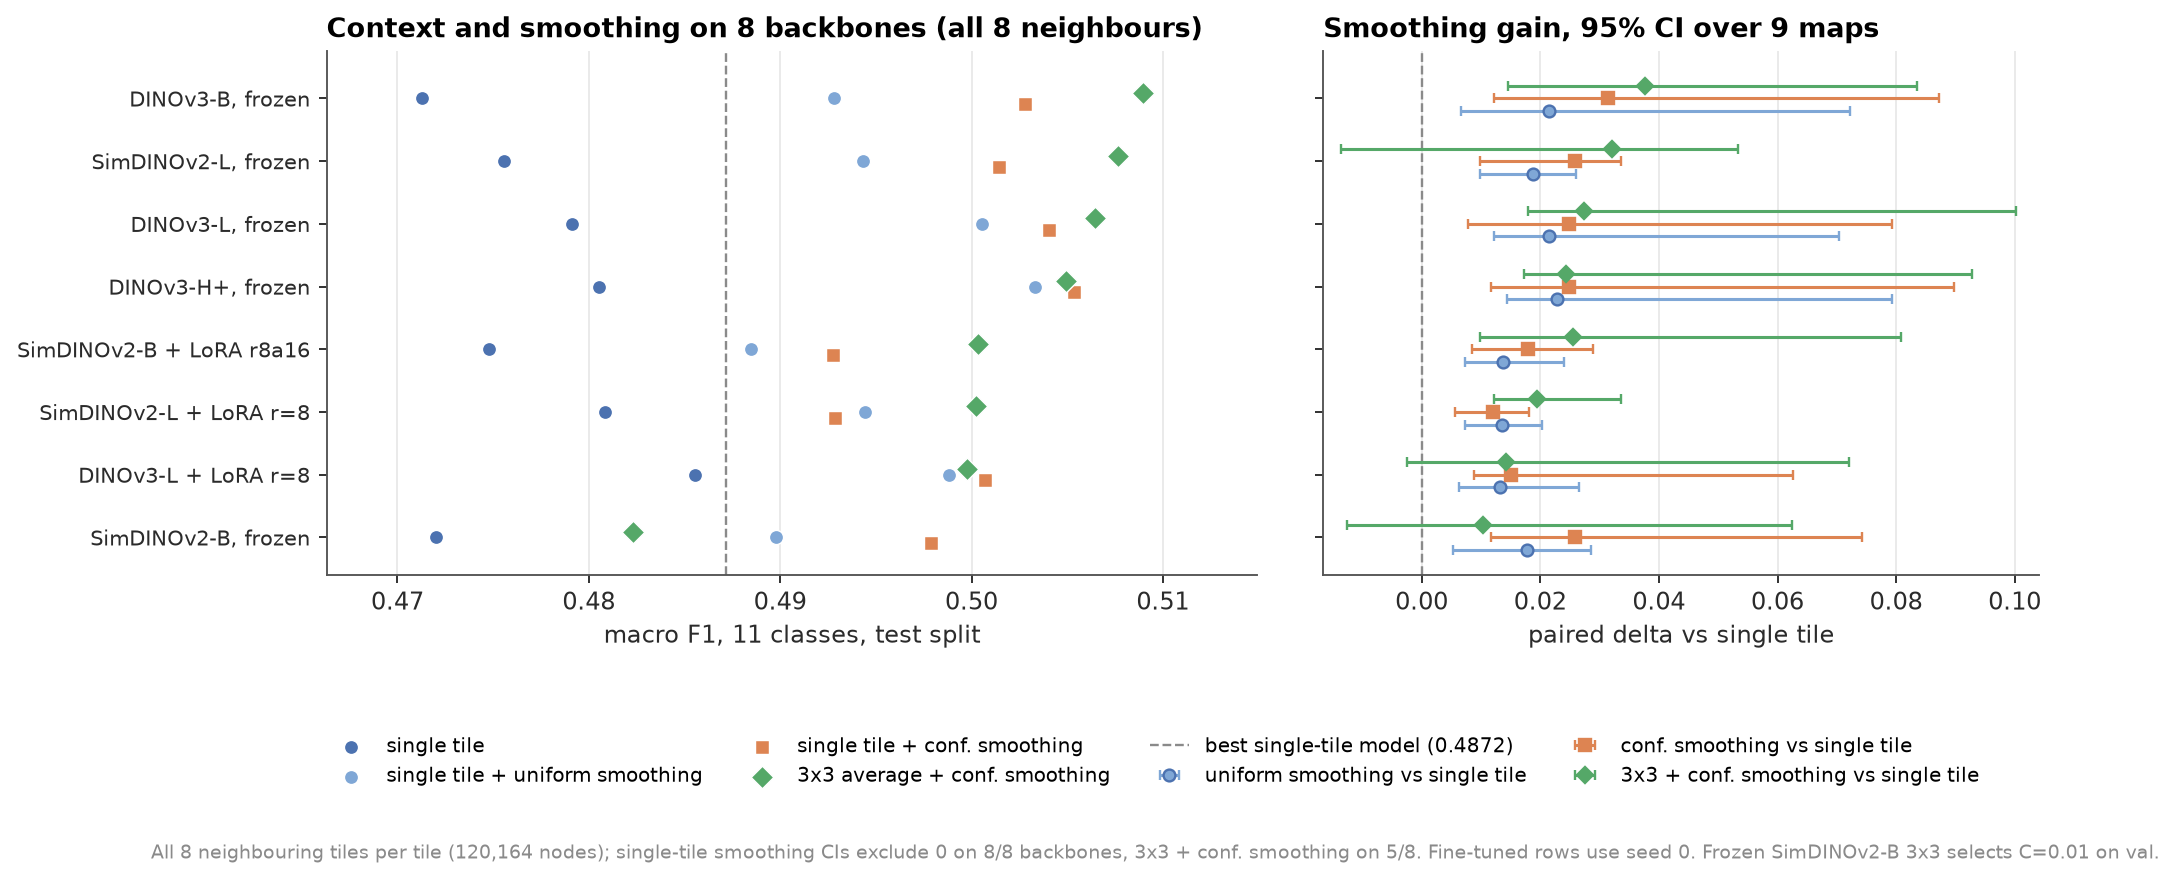 Context and smoothing on 8 backbones (all 8 neighbours)
Smoothing gain, 95% CI over 9 maps
DINOv3-B, frozen
SimDINOv2-L, frozen
DINOv3-L, frozen
DINOv3-H+, frozen
SimDINOv2-B + LoRA r8a16
SimDINOv2-L + LoRA r=8
DINOv3-L + LoRA r=8
SimDINOv2-B, frozen
0.47 0.48 0.49 0.50 0.51
macro F1, 11 classes, test split
0.00 0.02 0.04 0.06 0.08 0.10
paired delta vs single tile
single tile
single tile + uniform smoothing
single tile + conf. smoothing
3x3 average + conf. smoothing
best single-tile model (0.4872)
uniform smoothing vs single tile
conf. smoothing vs single tile
3x3 + conf. smoothing vs single tile
All 8 neighbouring tiles per tile (120,164 nodes); single-tile smoothing CIs exclude 0 on 8/8 backbones, 3x3 + conf. smoothing on 5/8. Fine-tuned rows use seed 0. Frozen SimDINOv2-B 3x3 selects C=0.01 on val.